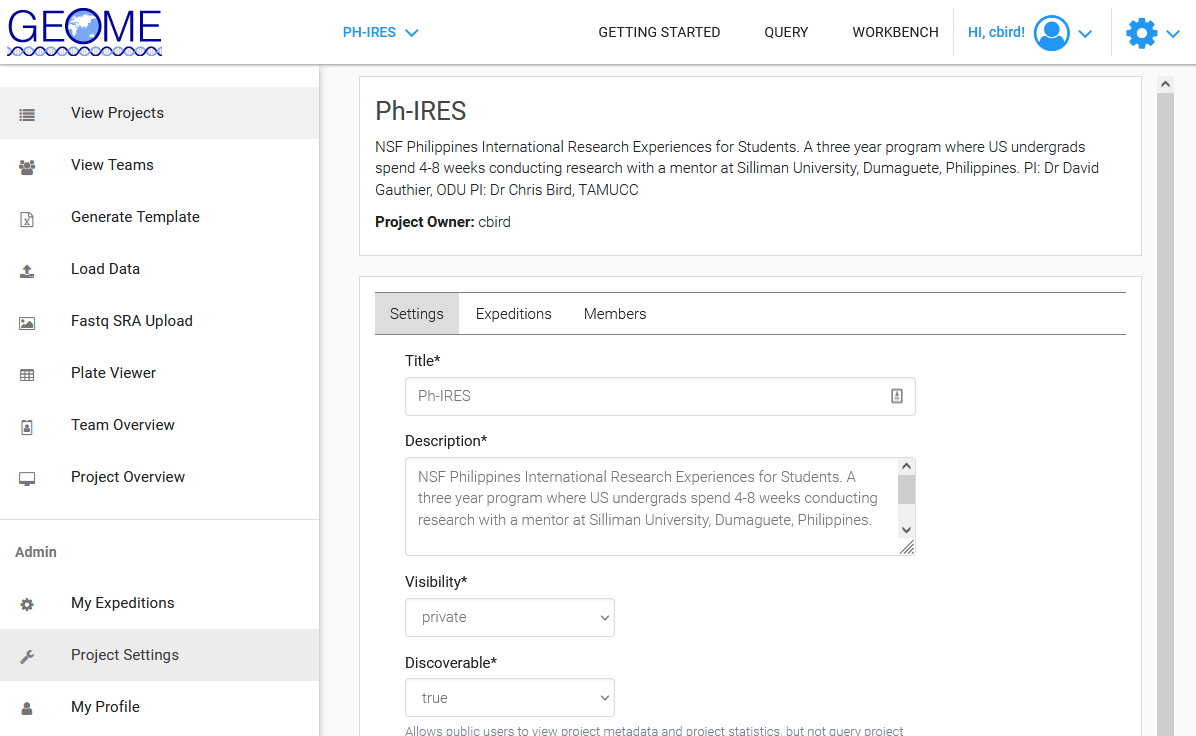 GEOME
PH-IRES
GETTING STARTED
QUERY
WORKBENCH
HI, cbird!
View Projects
View Teams
Generate Template
Load Data
Fastq SRA Upload
Plate Viewer
Team Overview
Project Overview
Admin
My Expeditions
Project Settings
My Profile
Ph-IRES
NSF Philippines International Research Experiences for Students. A three year program where US undergrads
spend 4-8 weeks conducting research with a mentor at Silliman University, Dumaguete, Philippines. PI: Dr David
Gauthier, ODU PI: Dr Chris Bird, TAMUCC
Project Owner: cbird
Settings
Expeditions
Members
Title*
Ph-IRES
Description*
NSF Philippines International Research Experiences for Students. A
three year program where US undergrads spend 4-8 weeks conducting
research with a mentor at Silliman University, Dumaguete, Philippines.
Visibility*
private
Discoverable*
true
Allows public users to view project metadata and project statistics, but not query project